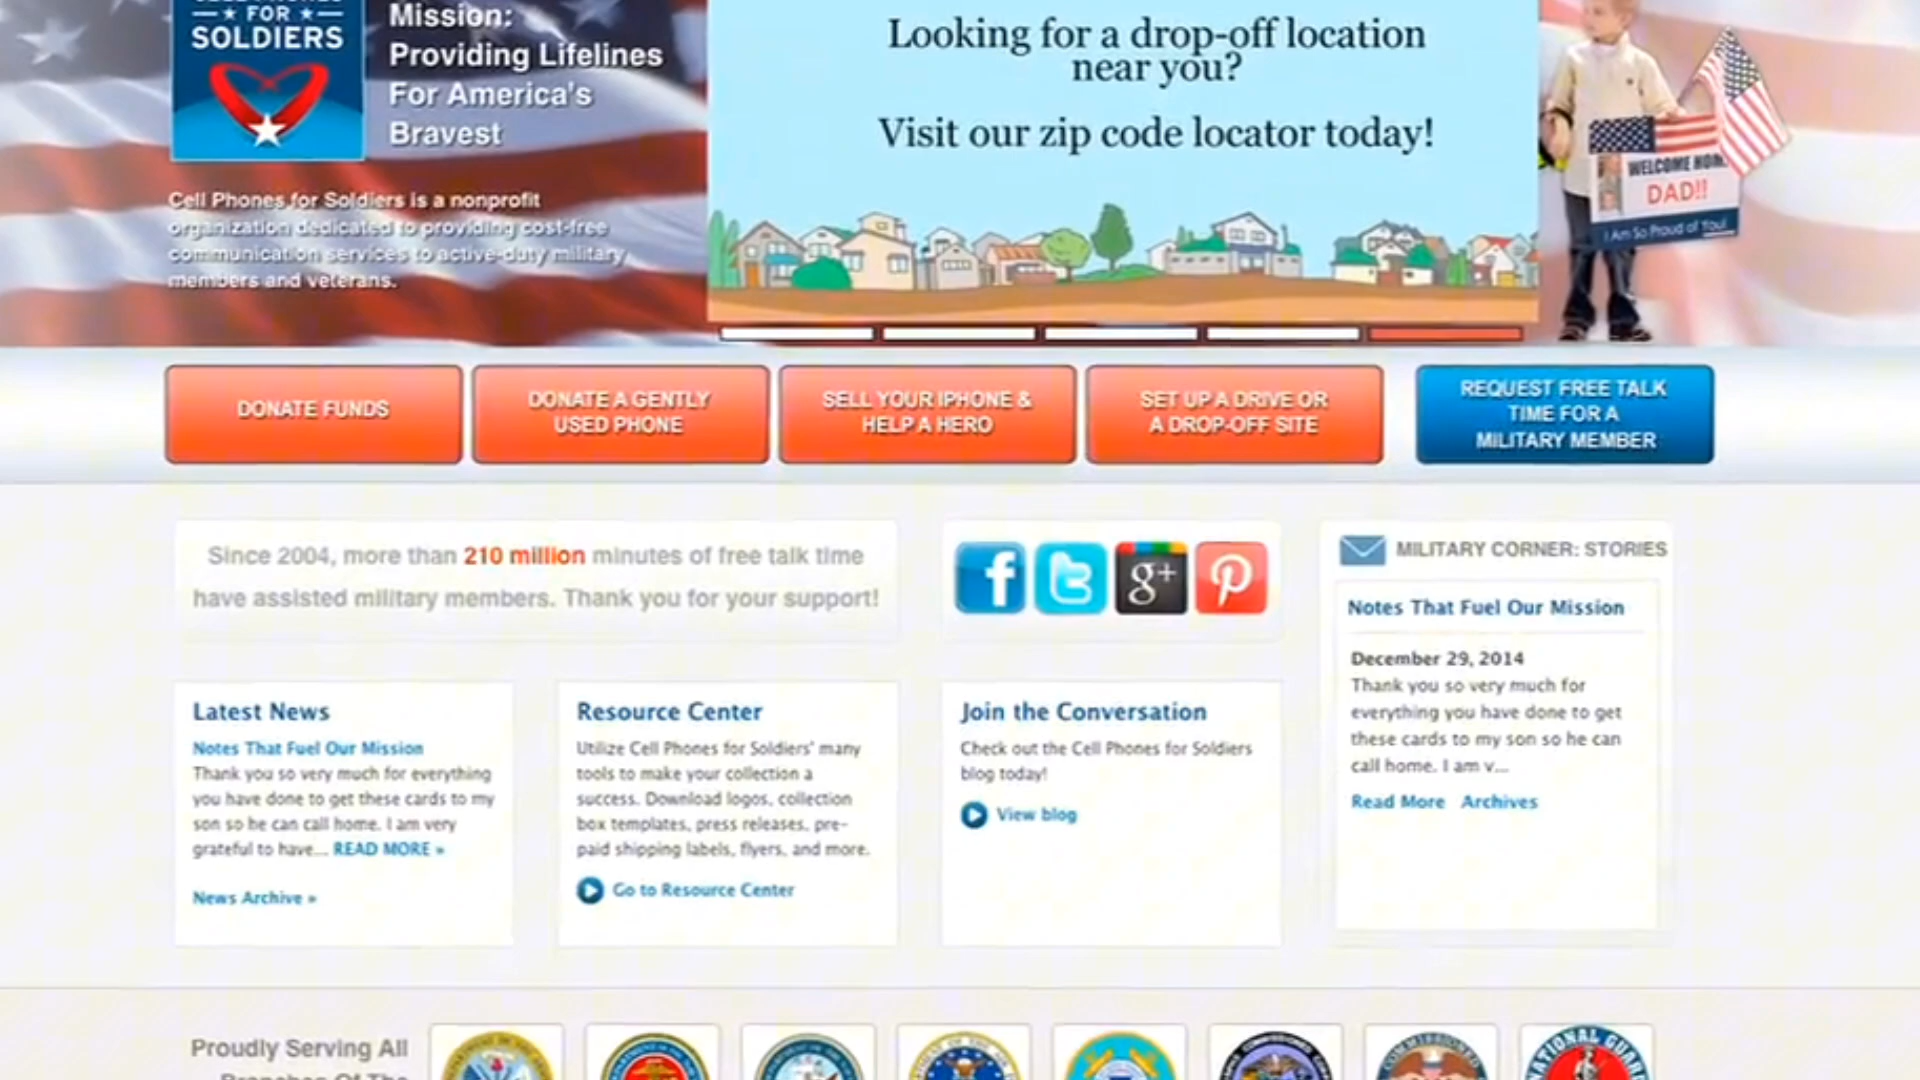 FOR
SOLDIERS
Mission:
Providing Lifelines
For America's
Bravest
Cell Phones for Soldiers is a nonprofit
organization dedicated to providing cost-free
communication services to active-duty military
members and veterans.
Looking for a drop-off location
near you?
Visit our zip code locator today!
WELCOME HOME
DAD!!
I Am So Proud of You!
DONATE FUNDS
DONATE A GENTLY
USED PHONE
SELL YOUR IPHONE &
HELP A HERO
SET UP A DRIVE OR
A DROP-OFF SITE
REQUEST FREE TALK
TIME FOR A
MILITARY MEMBER
Since 2004, more than 210 million minutes of free talk time
have assisted military members. Thank you for your support!
MILITARY CORNER: STORIES
Notes That Fuel Our Mission
December 29, 2014
Thank you so very much for
everything you have done to get
these cards to my son so he can
call home. I am v...
Read More Archives
Latest News
Notes That Fuel Our Mission
Thank you so very much for everything
you have done to get these cards to my
son so he can call home. I am very
grateful to have... READ MORE »
News Archive »
Resource Center
Utilize Cell Phones for Soldiers' many
tools to make your collection a
success. Download logos, collection
box templates, press releases, pre-
paid shipping labels, flyers, and more.
Go to Resource Center
Join the Conversation
Check out the Cell Phones for Soldiers
blog today!
View blog
Proudly Serving All
Branches Of The
NATIONAL GUARD